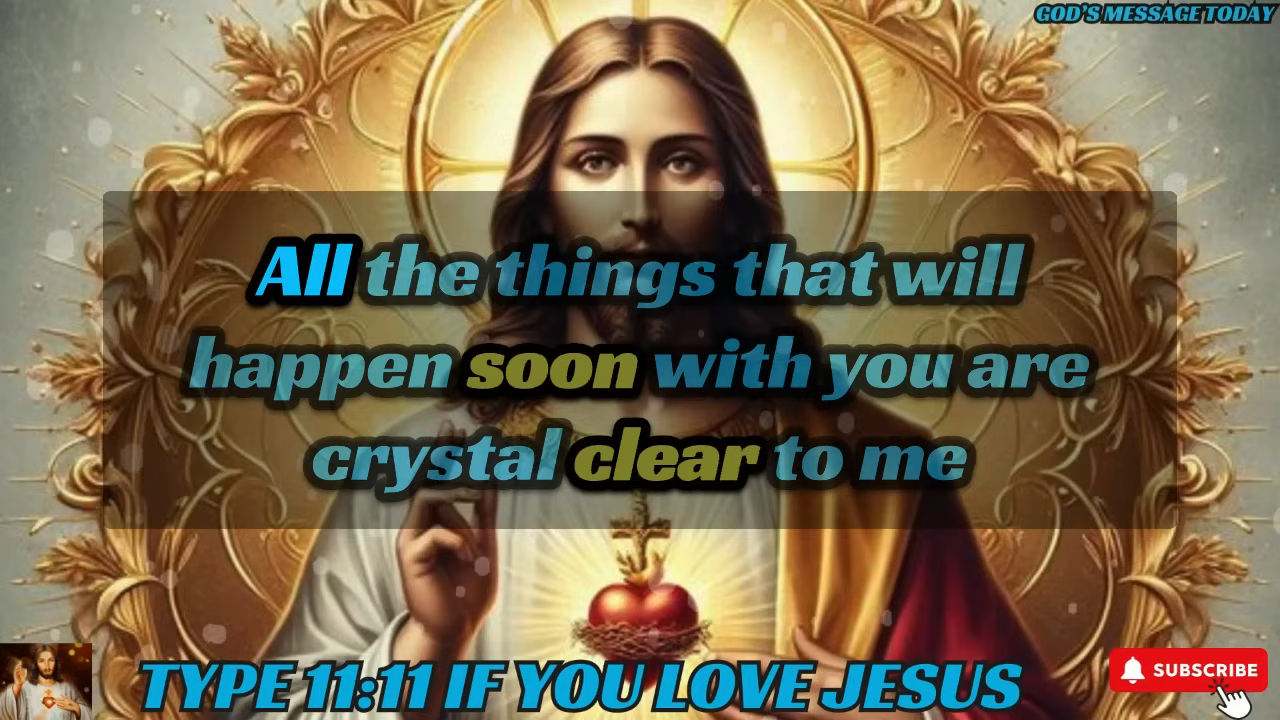 GOD'S MESSAGE TODAY
All the things that will
happen soon with you are
crystal clear to me
TYPE 11:11 IF YOU LOVE JESUS
SUBSCRIBE